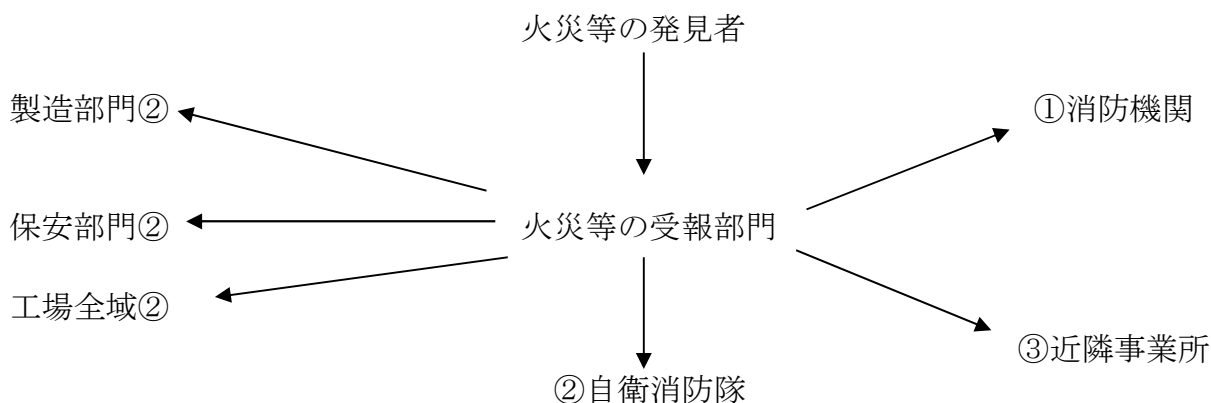 火災等の発見者
製造部門②
①消防機関
保安部門②
火災等の受報部門
工場全域②
③近隣事業所
②自衛消防隊